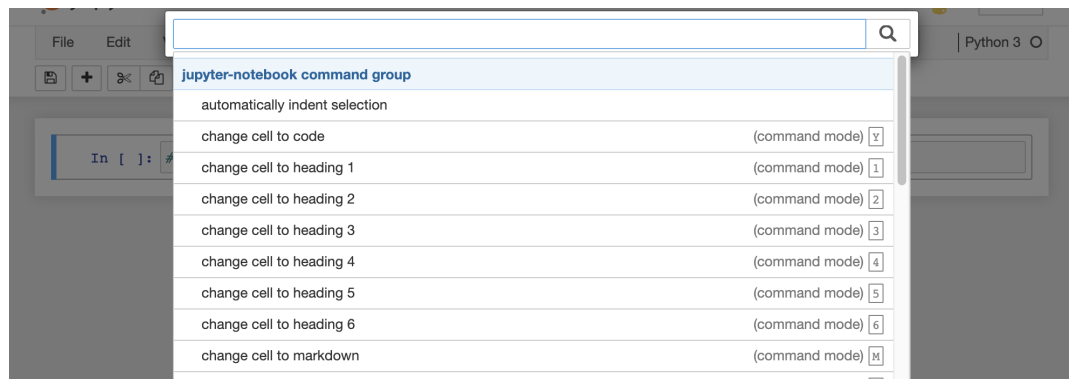 File Edit
Python 3
jupyter-notebook command group
automatically indent selection
change cell to code (command mode) Y
In [ ]: #
change cell to heading 1 (command mode) 1
change cell to heading 2 (command mode) 2
change cell to heading 3 (command mode) 3
change cell to heading 4 (command mode) 4
change cell to heading 5 (command mode) 5
change cell to heading 6 (command mode) 6
change cell to markdown (command mode) M